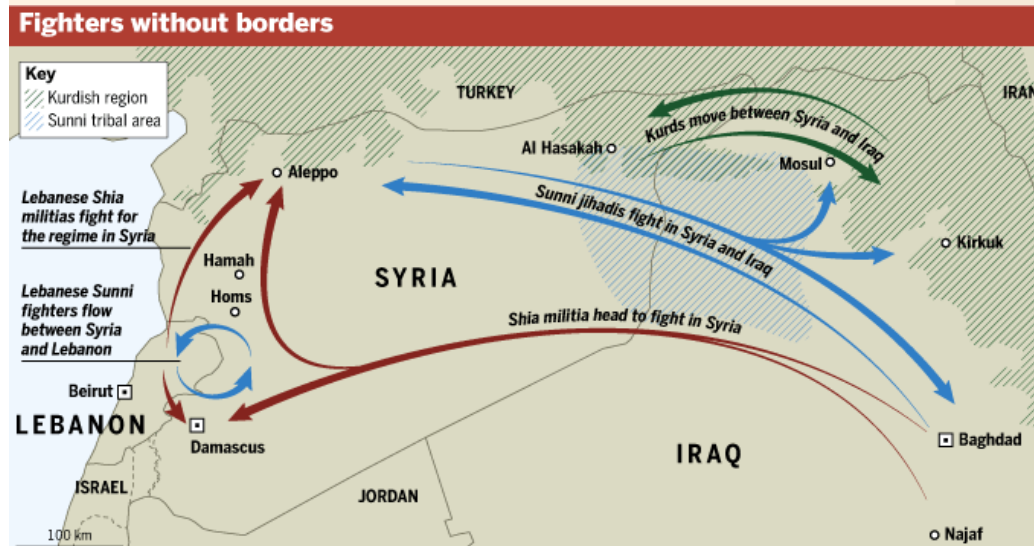 Fighters without borders
Key
Kurdish region
Sunni tribal area
TURKEY
IRAN
Kurds move between Syria and Iraq
Al Hasakah
Mosul
Aleppo
Lebanese Shia
militias fight for
the regime in Syria
Sunni jihadis fight in Syria and Iraq
Kirkuk
Hamah
SYRIA
Homs
Lebanese Sunni
fighters flow
between Syria
and Lebanon
Shia militia head to fight in Syria
Beirut
LEBANON
Damascus
Baghdad
IRAQ
ISRAEL
JORDAN
100 km
Najaf